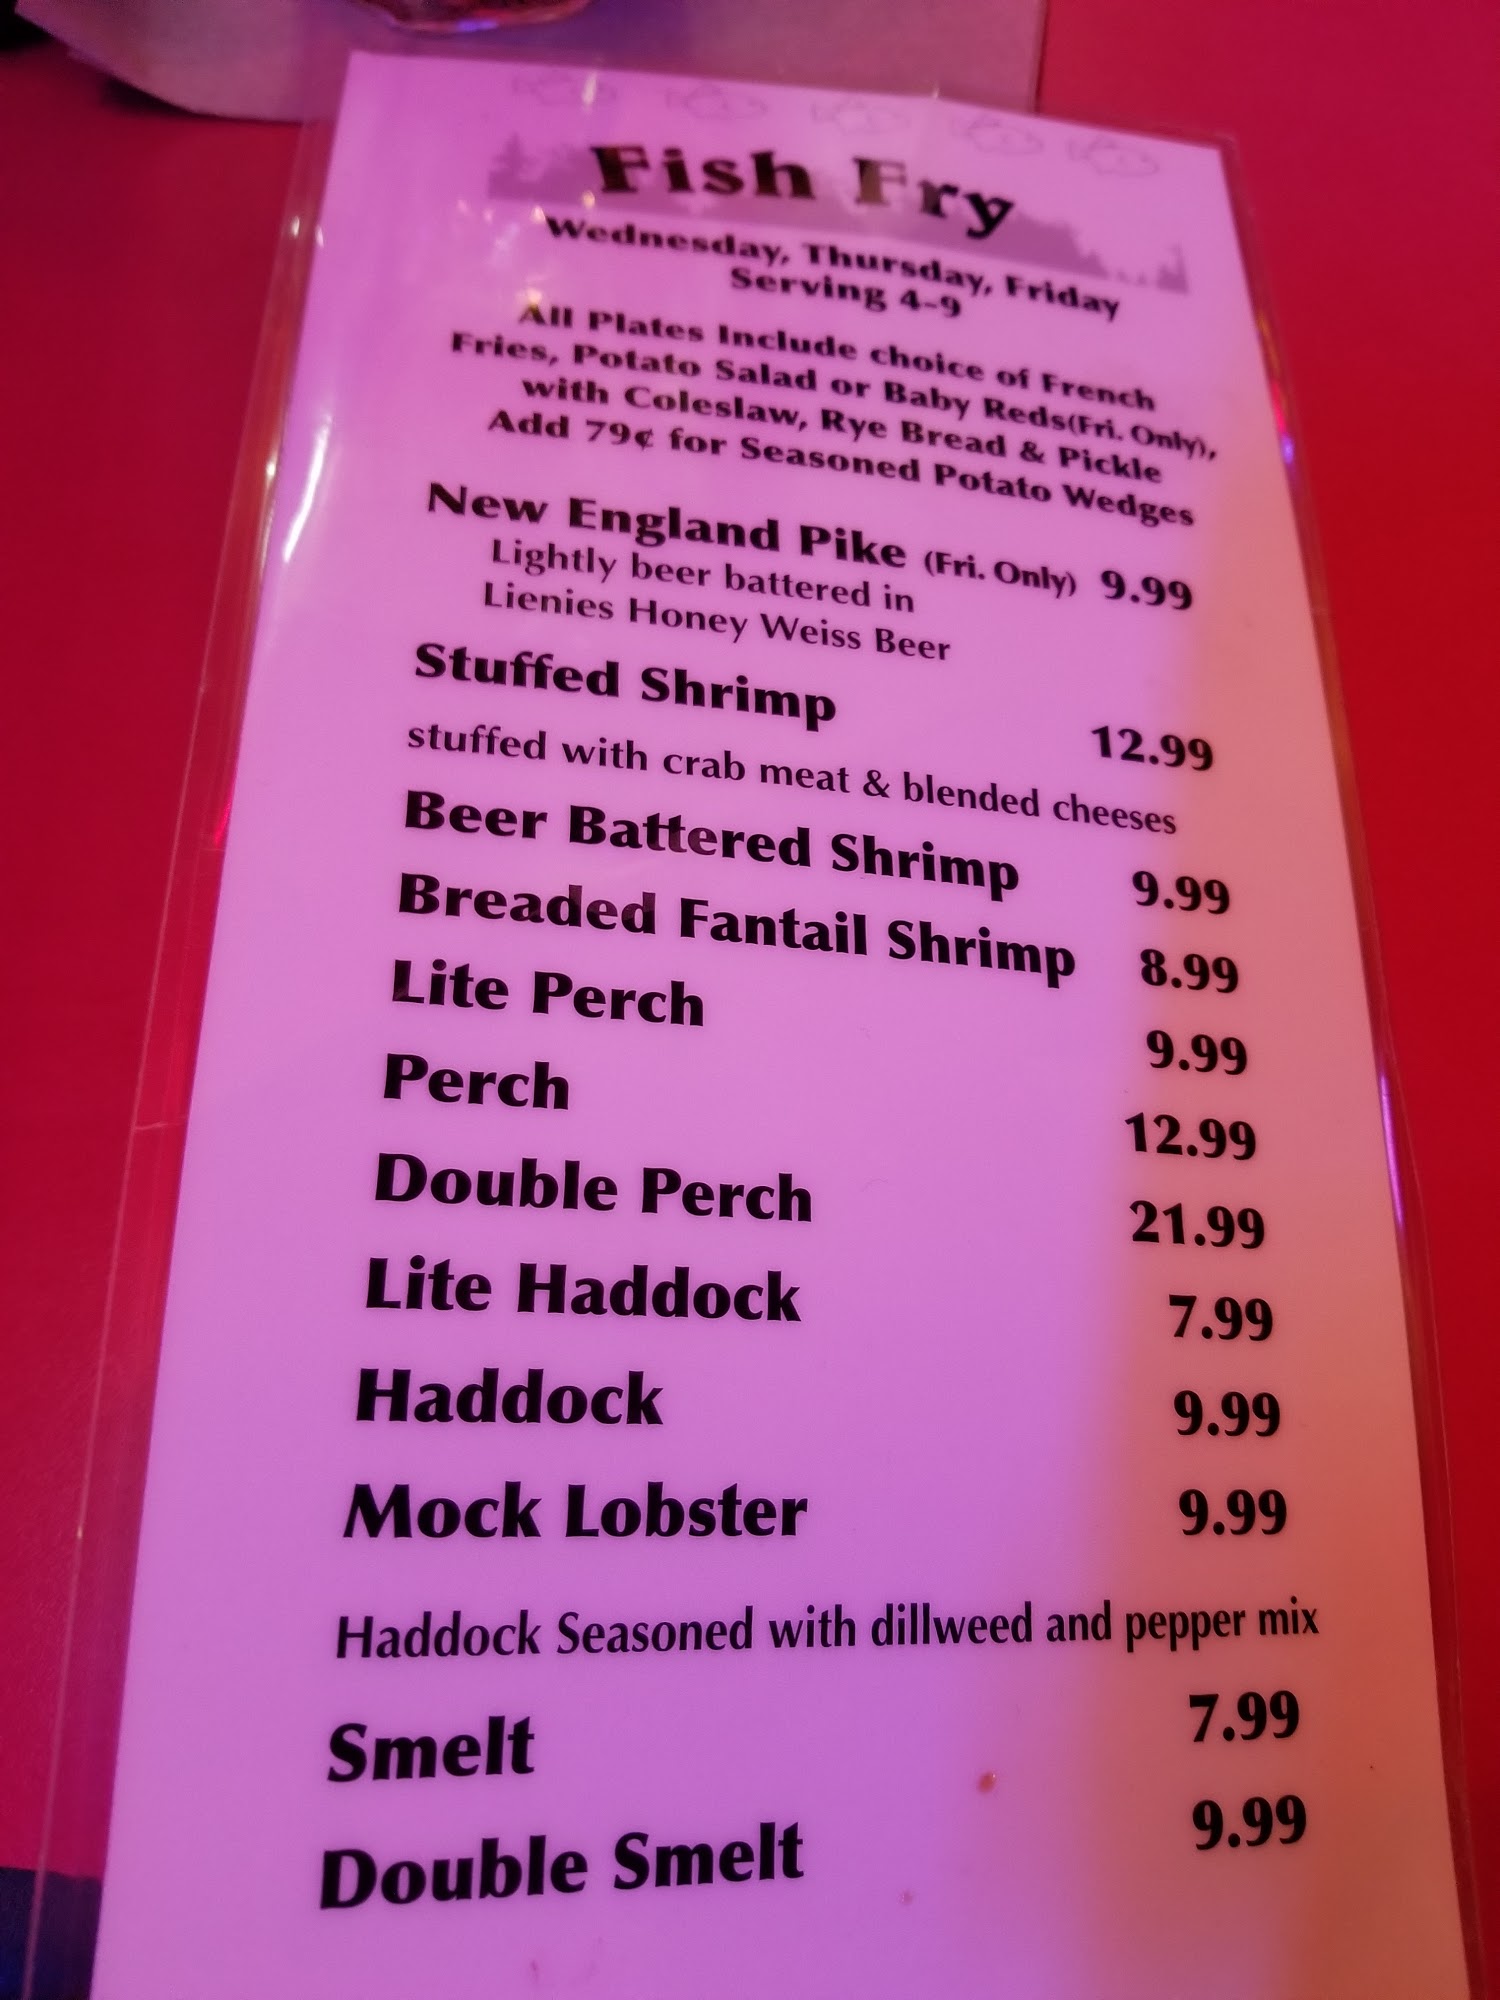 Fish Fry
Wednesday, Thursday, Friday
Serving 4-9
All Plates Include choice of French
Fries, Potato Salad or Baby Reds(Fri. Only),
with Coleslaw, Rye Bread & Pickle
Add 79¢ for Seasoned Potato Wedges
New England Pike (Fri. Only) 9.99
Lightly beer battered in
Lienies Honey Weiss Beer
Stuffed Shrimp 12.99
stuffed with crab meat & blended cheeses
Beer Battered Shrimp 9.99
Breaded Fantail Shrimp 8.99
Lite Perch 9.99
Perch 12.99
Double Perch 21.99
Lite Haddock 7.99
Haddock 9.99
Mock Lobster 9.99
Haddock Seasoned with dillweed and pepper mix
Smelt 7.99
Double Smelt 9.99